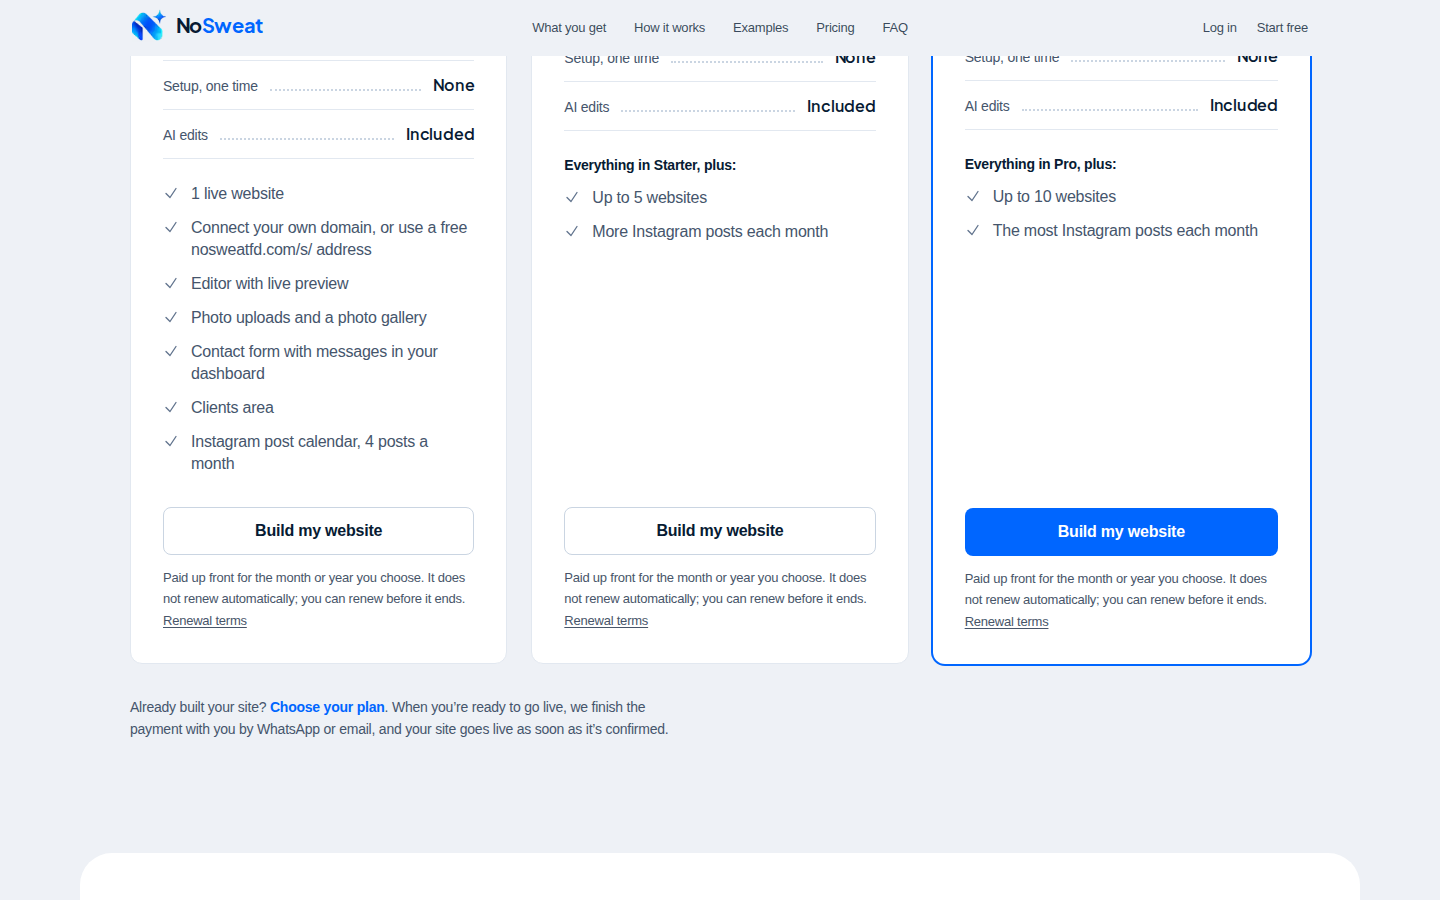 NoSweat
What you get
How it works
Examples
Pricing
FAQ
Log in
Start free
Setup, one time None
AI edits Included
1 live website
Connect your own domain, or use a free
nosweatfd.com/s/ address
Editor with live preview
Photo uploads and a photo gallery
Contact form with messages in your
dashboard
Clients area
Instagram post calendar, 4 posts a
month
Build my website
Paid up front for the month or year you choose. It does
not renew automatically; you can renew before it ends.
Renewal terms
Setup, one time None
AI edits Included
Everything in Starter, plus:
Up to 5 websites
More Instagram posts each month
Build my website
Paid up front for the month or year you choose. It does
not renew automatically; you can renew before it ends.
Renewal terms
Setup, one time None
AI edits Included
Everything in Pro, plus:
Up to 10 websites
The most Instagram posts each month
Build my website
Paid up front for the month or year you choose. It does
not renew automatically; you can renew before it ends.
Renewal terms
Already built your site? Choose your plan. When you’re ready to go live, we finish the
payment with you by WhatsApp or email, and your site goes live as soon as it’s confirmed.